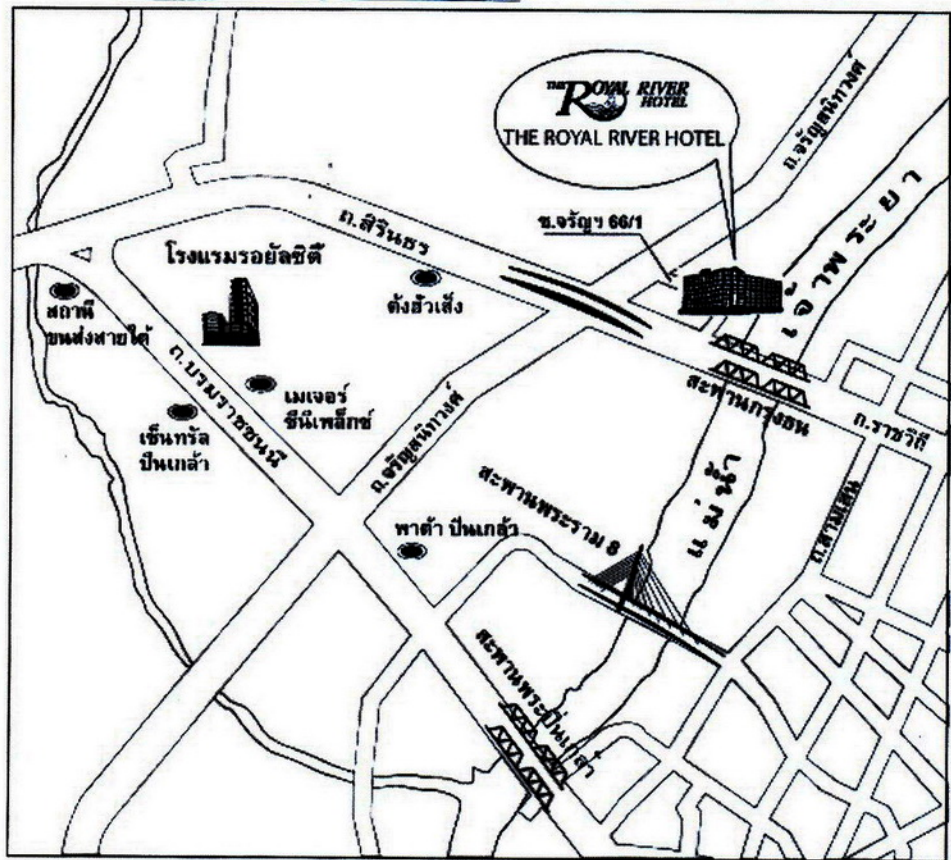 THE ROYAL RIVER
HOTEL
THE ROYAL RIVER HOTEL
ถ.จรัญสนิทวงศ์
ถ.สิรินธร
ซ.จรัญฯ 66/1
โรงแรมรอยัลซิตี้
ตั้งฮั่วเส็ง
สถานี
ขนส่งสายใต้
แม่น้ำ เจ้าพระยา
ถ.บรมราชชนนี
เมเจอร์
ซีนีเพล็กซ์
เซ็นทรัล
ปิ่นเกล้า
ถ.จรัญสนิทวงศ์
สะพานกรุงธน
ถ.ราชวิถี
สะพานพระราม 8
ถ.สามเสน
พาต้า ปิ่นเกล้า
สะพานพระปิ่นเกล้า